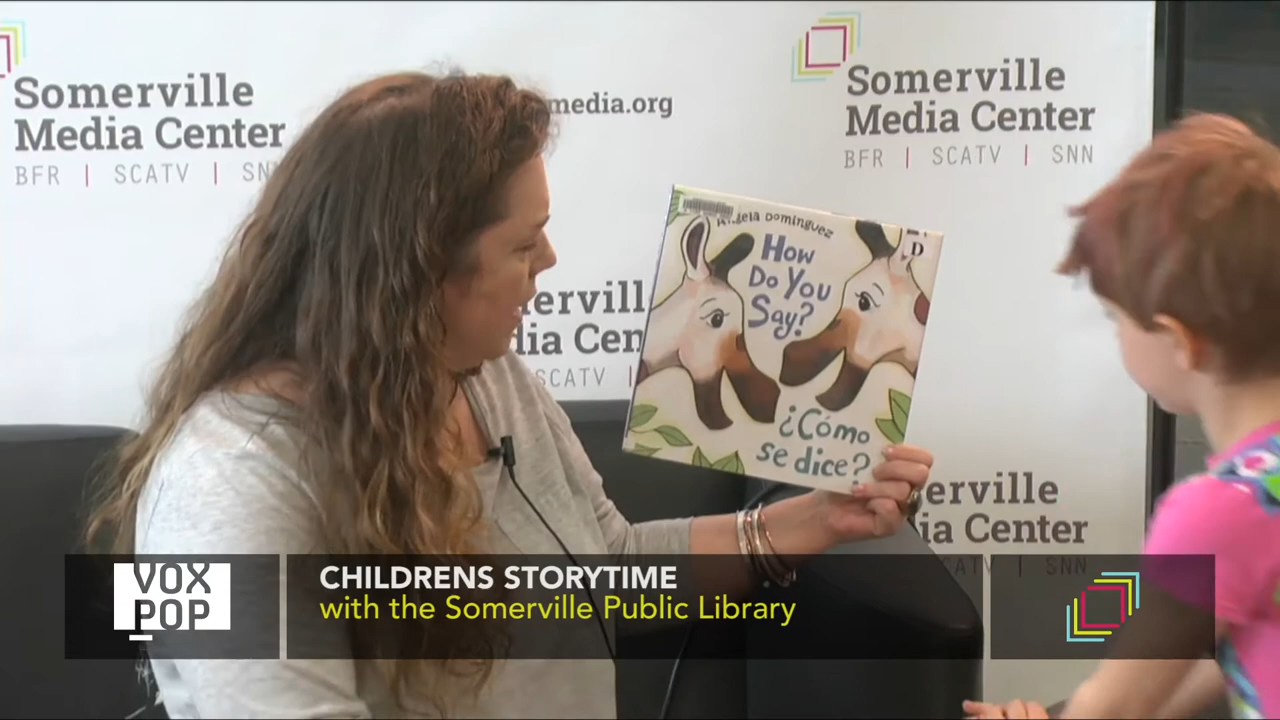 Somerville
Media Center
BFR | SCATV | SN
media.org
Somerville
Media Center
BFR | SCATV | SNN
Angela Dominguez
D
How
Do You
Say?
¿Cómo
se dice?
erville
dia Cen
SCATV |
erville
ia Center
CATV | SNN
VOX
POP
CHILDRENS STORYTIME
with the Somerville Public Library